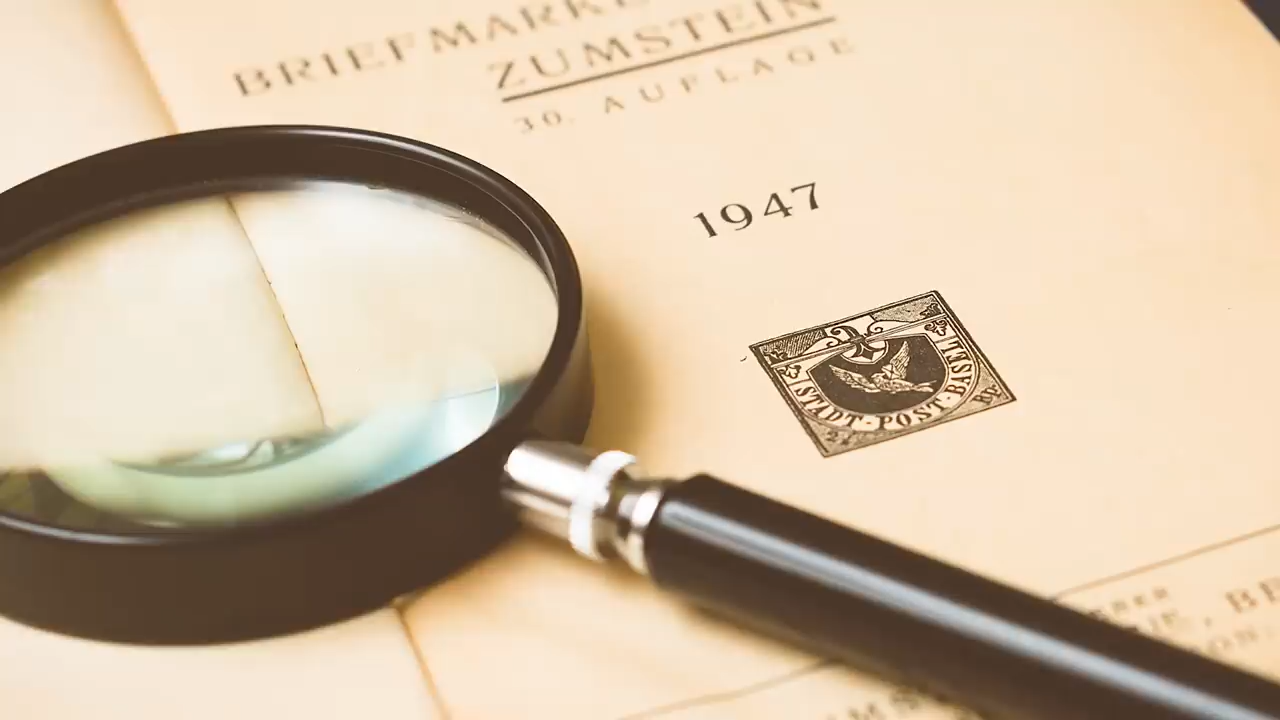 BRIEFMARKE
ZUMSTEIN
30. AUFLAGE
1947
STADT-POST-BASEL